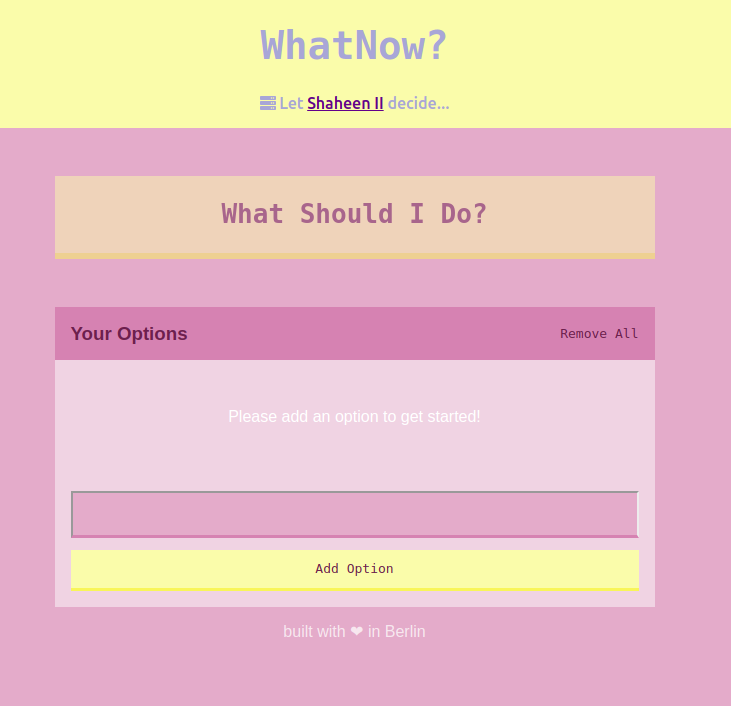 WhatNow?
Let Shaheen II decide...
What Should I Do?
Your Options
Remove All
Please add an option to get started!
Add Option
built with ❤ in Berlin